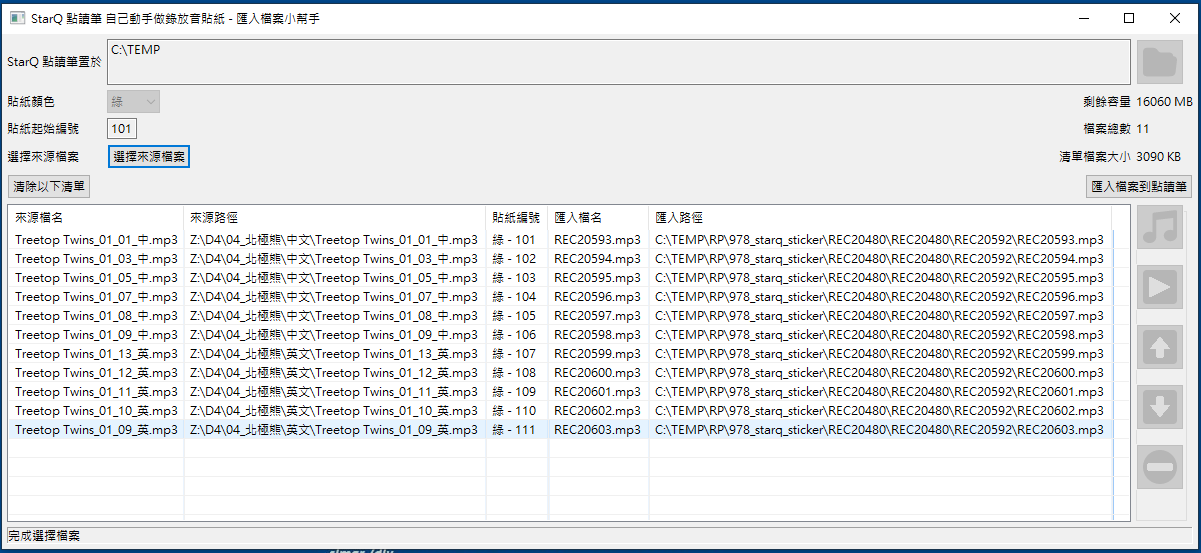 StarQ 點讀筆 自己動手做錄放音貼紙 - 匯入檔案小幫手
StarQ 點讀筆置於 C:\TEMP
貼紙顏色 綠 剩餘容量 16060 MB
貼紙起始編號 101 檔案總數 11
選擇來源檔案 選擇來源檔案 清單檔案大小 3090 KB
清除以下清單 匯入檔案到點讀筆
來源檔名 來源路徑 貼紙編號 匯入檔名 匯入路徑
Treetop Twins_01_01_中.mp3 Z:\D4\04_北極熊\中文\Treetop Twins_01_01_中.mp3 綠 - 101 REC20593.mp3 C:\TEMP\RP\978_starq_sticker\REC20480\REC20480\REC20592\REC20593.mp3
Treetop Twins_01_03_中.mp3 Z:\D4\04_北極熊\中文\Treetop Twins_01_03_中.mp3 綠 - 102 REC20594.mp3 C:\TEMP\RP\978_starq_sticker\REC20480\REC20480\REC20592\REC20594.mp3
Treetop Twins_01_05_中.mp3 Z:\D4\04_北極熊\中文\Treetop Twins_01_05_中.mp3 綠 - 103 REC20595.mp3 C:\TEMP\RP\978_starq_sticker\REC20480\REC20480\REC20592\REC20595.mp3
Treetop Twins_01_07_中.mp3 Z:\D4\04_北極熊\中文\Treetop Twins_01_07_中.mp3 綠 - 104 REC20596.mp3 C:\TEMP\RP\978_starq_sticker\REC20480\REC20480\REC20592\REC20596.mp3
Treetop Twins_01_08_中.mp3 Z:\D4\04_北極熊\中文\Treetop Twins_01_08_中.mp3 綠 - 105 REC20597.mp3 C:\TEMP\RP\978_starq_sticker\REC20480\REC20480\REC20592\REC20597.mp3
Treetop Twins_01_09_中.mp3 Z:\D4\04_北極熊\中文\Treetop Twins_01_09_中.mp3 綠 - 106 REC20598.mp3 C:\TEMP\RP\978_starq_sticker\REC20480\REC20480\REC20592\REC20598.mp3
Treetop Twins_01_13_英.mp3 Z:\D4\04_北極熊\英文\Treetop Twins_01_13_英.mp3 綠 - 107 REC20599.mp3 C:\TEMP\RP\978_starq_sticker\REC20480\REC20480\REC20592\REC20599.mp3
Treetop Twins_01_12_英.mp3 Z:\D4\04_北極熊\英文\Treetop Twins_01_12_英.mp3 綠 - 108 REC20600.mp3 C:\TEMP\RP\978_starq_sticker\REC20480\REC20480\REC20592\REC20600.mp3
Treetop Twins_01_11_英.mp3 Z:\D4\04_北極熊\英文\Treetop Twins_01_11_英.mp3 綠 - 109 REC20601.mp3 C:\TEMP\RP\978_starq_sticker\REC20480\REC20480\REC20592\REC20601.mp3
Treetop Twins_01_10_英.mp3 Z:\D4\04_北極熊\英文\Treetop Twins_01_10_英.mp3 綠 - 110 REC20602.mp3 C:\TEMP\RP\978_starq_sticker\REC20480\REC20480\REC20592\REC20602.mp3
Treetop Twins_01_09_英.mp3 Z:\D4\04_北極熊\英文\Treetop Twins_01_09_英.mp3 綠 - 111 REC20603.mp3 C:\TEMP\RP\978_starq_sticker\REC20480\REC20480\REC20592\REC20603.mp3
完成選擇檔案